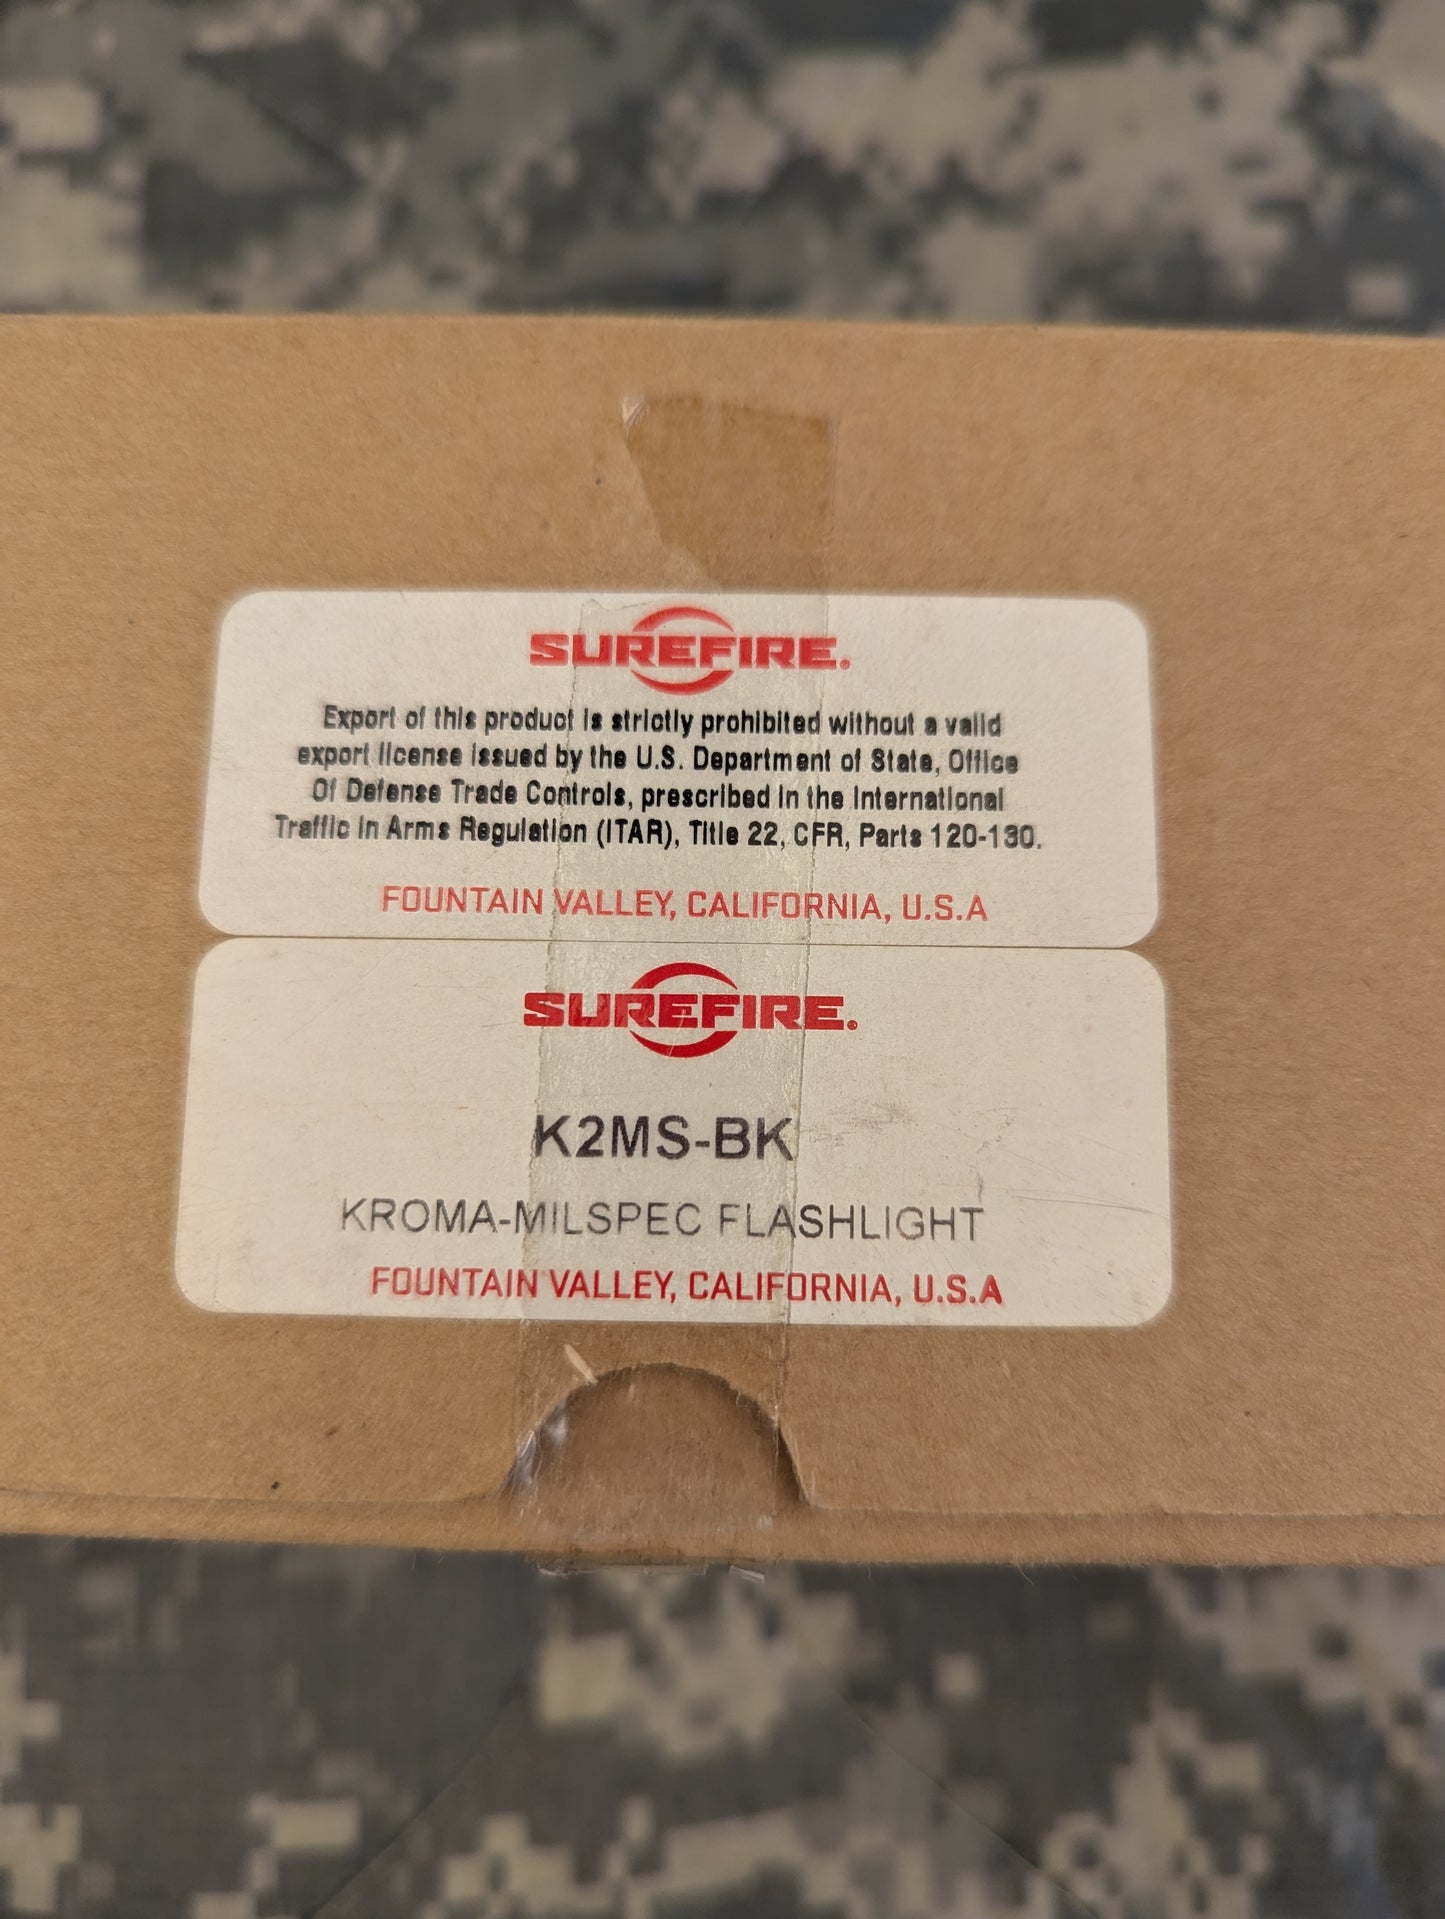 SUREFIRE®
Export of this product is strictly prohibited without a valid
export license issued by the U.S. Department of State, Office
Of Defense Trade Controls, prescribed in the International
Traffic in Arms Regulation (ITAR), Title 22, CFR, Parts 120-130.
FOUNTAIN VALLEY, CALIFORNIA, U.S.A
SUREFIRE®
K2MS-BK
KROMA-MILSPEC FLASHLIGHT
FOUNTAIN VALLEY, CALIFORNIA, U.S.A